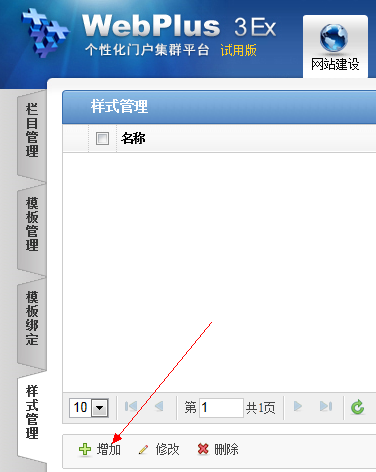 WebPlus 3Ex
个性化门户集群平台 试用版
网站建设
栏目管理
模板管理
模板绑定
样式管理
样式管理
名称
10 第 1 共1页
增加 修改 删除